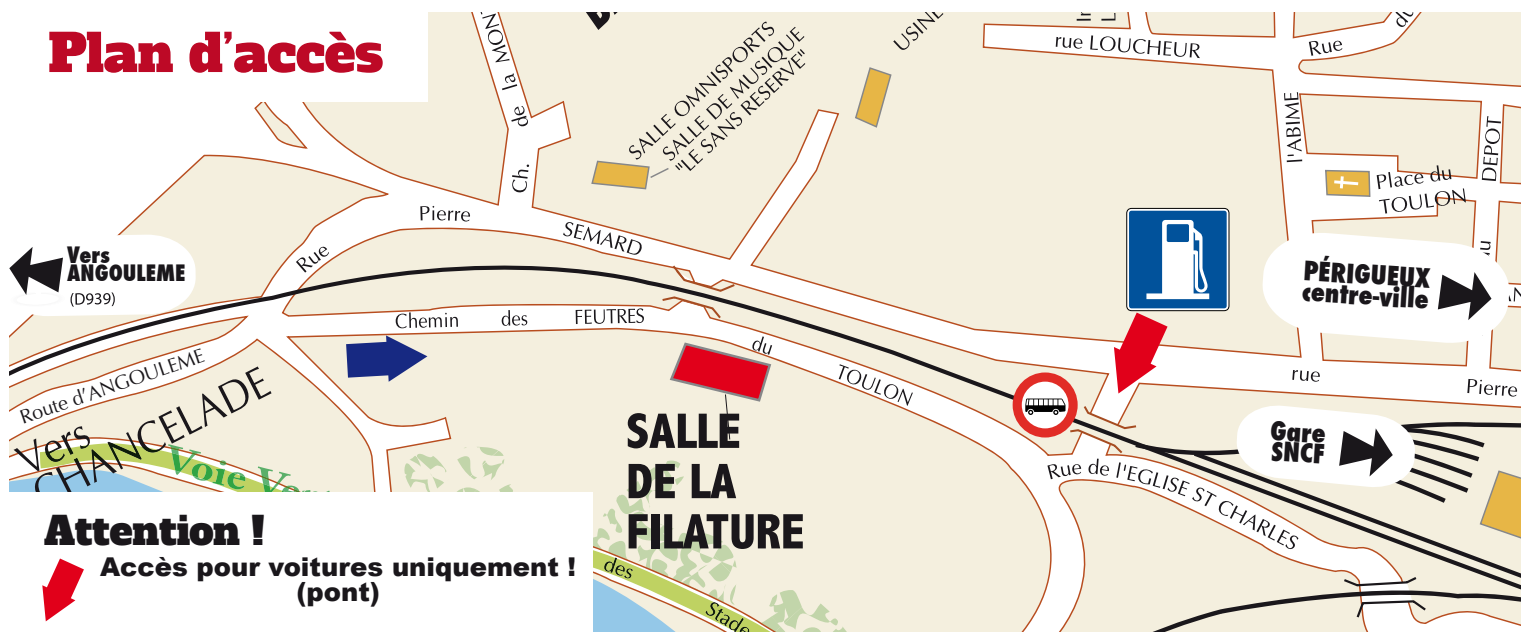 Plan d'accès
Ch. de la MON
SALLE OMNISPORTS
SALLE DE MUSIQUE
"LE SANS RESERVE"
USINE
rue LOUCHEUR
Rue du
l'ABIME
DEPOT
Place du
TOULON
Vers
ANGOULEME
(D939)
Rue Pierre SEMARD
PÉRIGUEUX
centre-ville
Chemin des FEUTRES du TOULON
rue Pierre
Route d'ANGOULEME
Vers
CHANCELADE
Voie Ver
SALLE
DE LA
FILATURE
Gare
SNCF
Rue de l'EGLISE ST CHARLES
des Stade
Attention !
Accès pour voitures uniquement !
(pont)